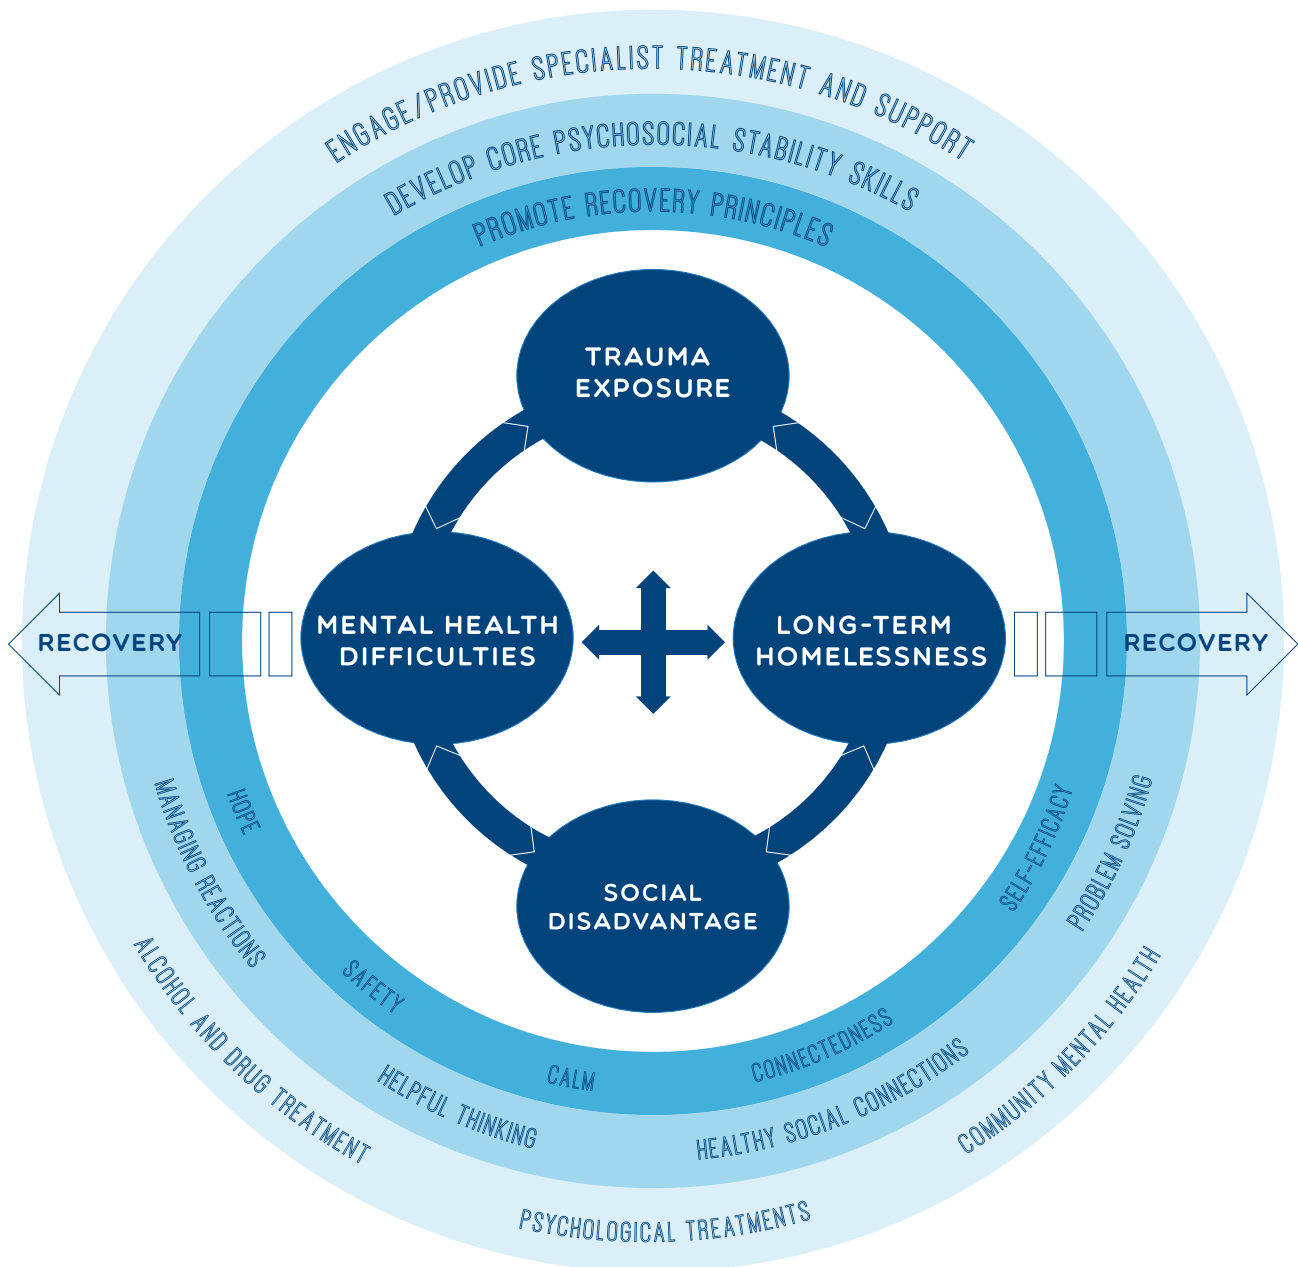 ENGAGE/PROVIDE SPECIALIST TREATMENT AND SUPPORT
DEVELOP CORE PSYCHOSOCIAL STABILITY SKILLS
PROMOTE RECOVERY PRINCIPLES
TRAUMA
EXPOSURE
MENTAL HEALTH
DIFFICULTIES
LONG-TERM
HOMELESSNESS
RECOVERY
RECOVERY
SOCIAL
DISADVANTAGE
HOPE
SAFETY
CALM
CONNECTEDNESS
SELF-EFFICACY
MANAGING REACTIONS
HELPFUL THINKING
HEALTHY SOCIAL CONNECTIONS
PROBLEM SOLVING
ALCOHOL AND DRUG TREATMENT
PSYCHOLOGICAL TREATMENTS
COMMUNITY MENTAL HEALTH